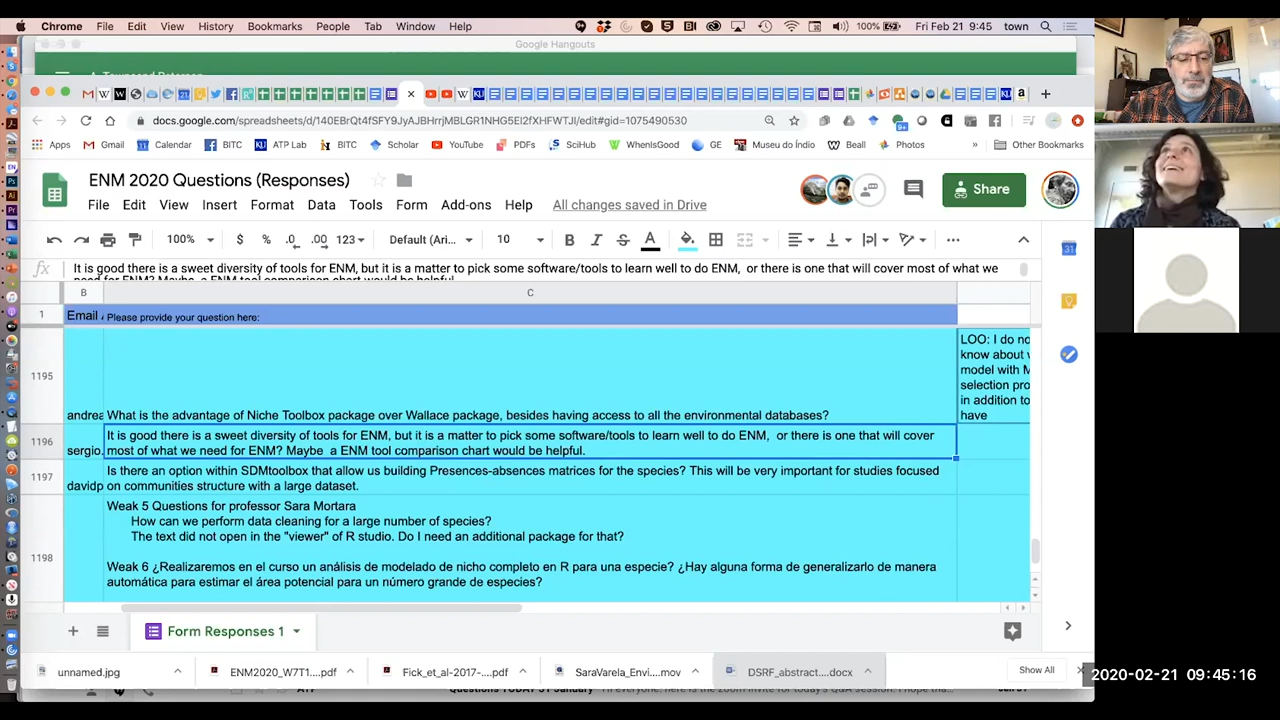 Chrome File Edit View History Bookmarks People Tab Window Help 100% Fri Feb 21 9:45 town
Google Hangouts
docs.google.com/spreadsheets/d/140EBrQt4fSFY9JyAJBHrrjMBLGR1NHG5EI2fXHFWTJI/edit#gid=1075490530
Apps Gmail Calendar BITC ATP Lab BITC Scholar YouTube PDFs SciHub WhenIsGood GE Museu do Índio Beall Photos » Other Bookmarks
ENM 2020 Questions (Responses)
Share
File Edit View Insert Format Data Tools Form Add-ons Help All changes saved in Drive
100% $ % .0 .00 123 Default (Ari... 10 B I S A
fx It is good there is a sweet diversity of tools for ENM, but it is a matter to pick some software/tools to learn well to do ENM, or there is one that will cover most of what we
need for ENM? Maybe a ENM tool comparison chart would be helpful.
B C
1 Email Please provide your question here:
LOO: I do no
know about
model with M
selection pro
in addition to
have
1195 andrea What is the advantage of Niche Toolbox package over Wallace package, besides having access to all the environmental databases?
1196 sergio. It is good there is a sweet diversity of tools for ENM, but it is a matter to pick some software/tools to learn well to do ENM, or there is one that will cover
most of what we need for ENM? Maybe a ENM tool comparison chart would be helpful.
1197 davidp Is there an option within SDMtoolbox that allow us building Presences-absences matrices for the species? This will be very important for studies focused
on communities structure with a large dataset.
1198 Weak 5 Questions for professor Sara Mortara
How can we perform data cleaning for a large number of species?
The text did not open in the "viewer" of R studio. Do I need an additional package for that?
Weak 6 ¿Realizaremos en el curso un análisis de modelado de nicho completo en R para una especie? ¿Hay alguna forma de generalizarlo de manera
automática para estimar el área potencial para un número grande de especies?
Form Responses 1
unnamed.jpg ENM2020_W7T1....pdf Fick_et_al-2017-....pdf SaraVarela_Envi....mov DSRF_abstract....docx Show All
2020-02-21 09:45:16
Questions TODAY 31 January